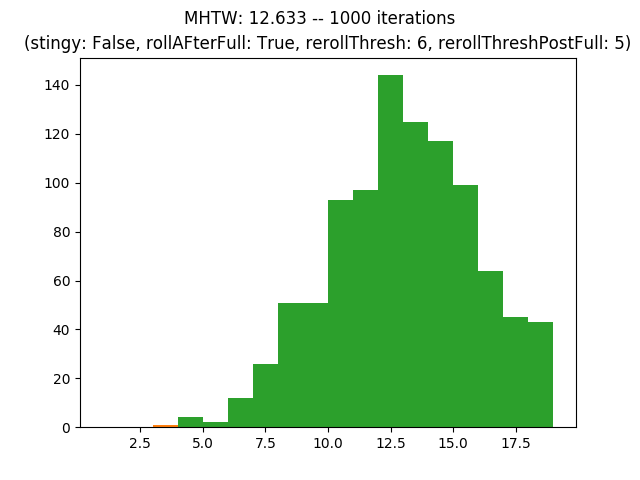 MHTW: 12.633 -- 1000 iterations
(stingy: False, rollAFterFull: True, rerollThresh: 6, rerollThreshPostFull: 5)
140
120
100
80
60
40
20
0
2.5 5.0 7.5 10.0 12.5 15.0 17.5